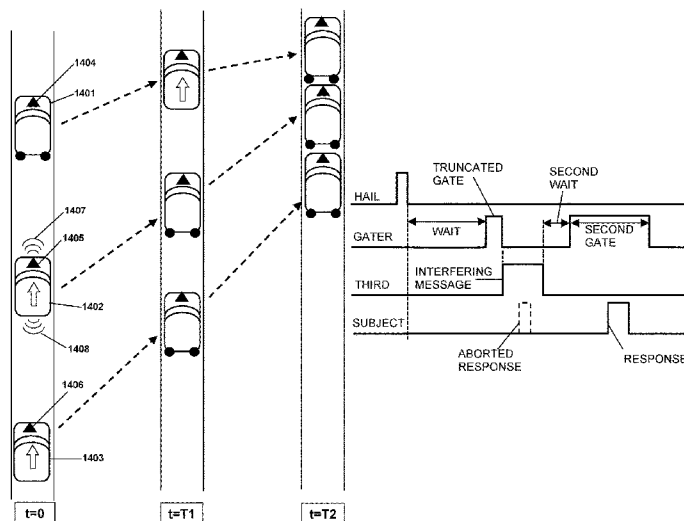 1404
1401
1407
1405
1402
1408
1406
1403
t=0
t=T1
t=T2
HAIL
TRUNCATED
GATE
SECOND
WAIT
WAIT
SECOND
GATE
GATER
INTERFERING
MESSAGE
THIRD
SUBJECT
ABORTED
RESPONSE
RESPONSE